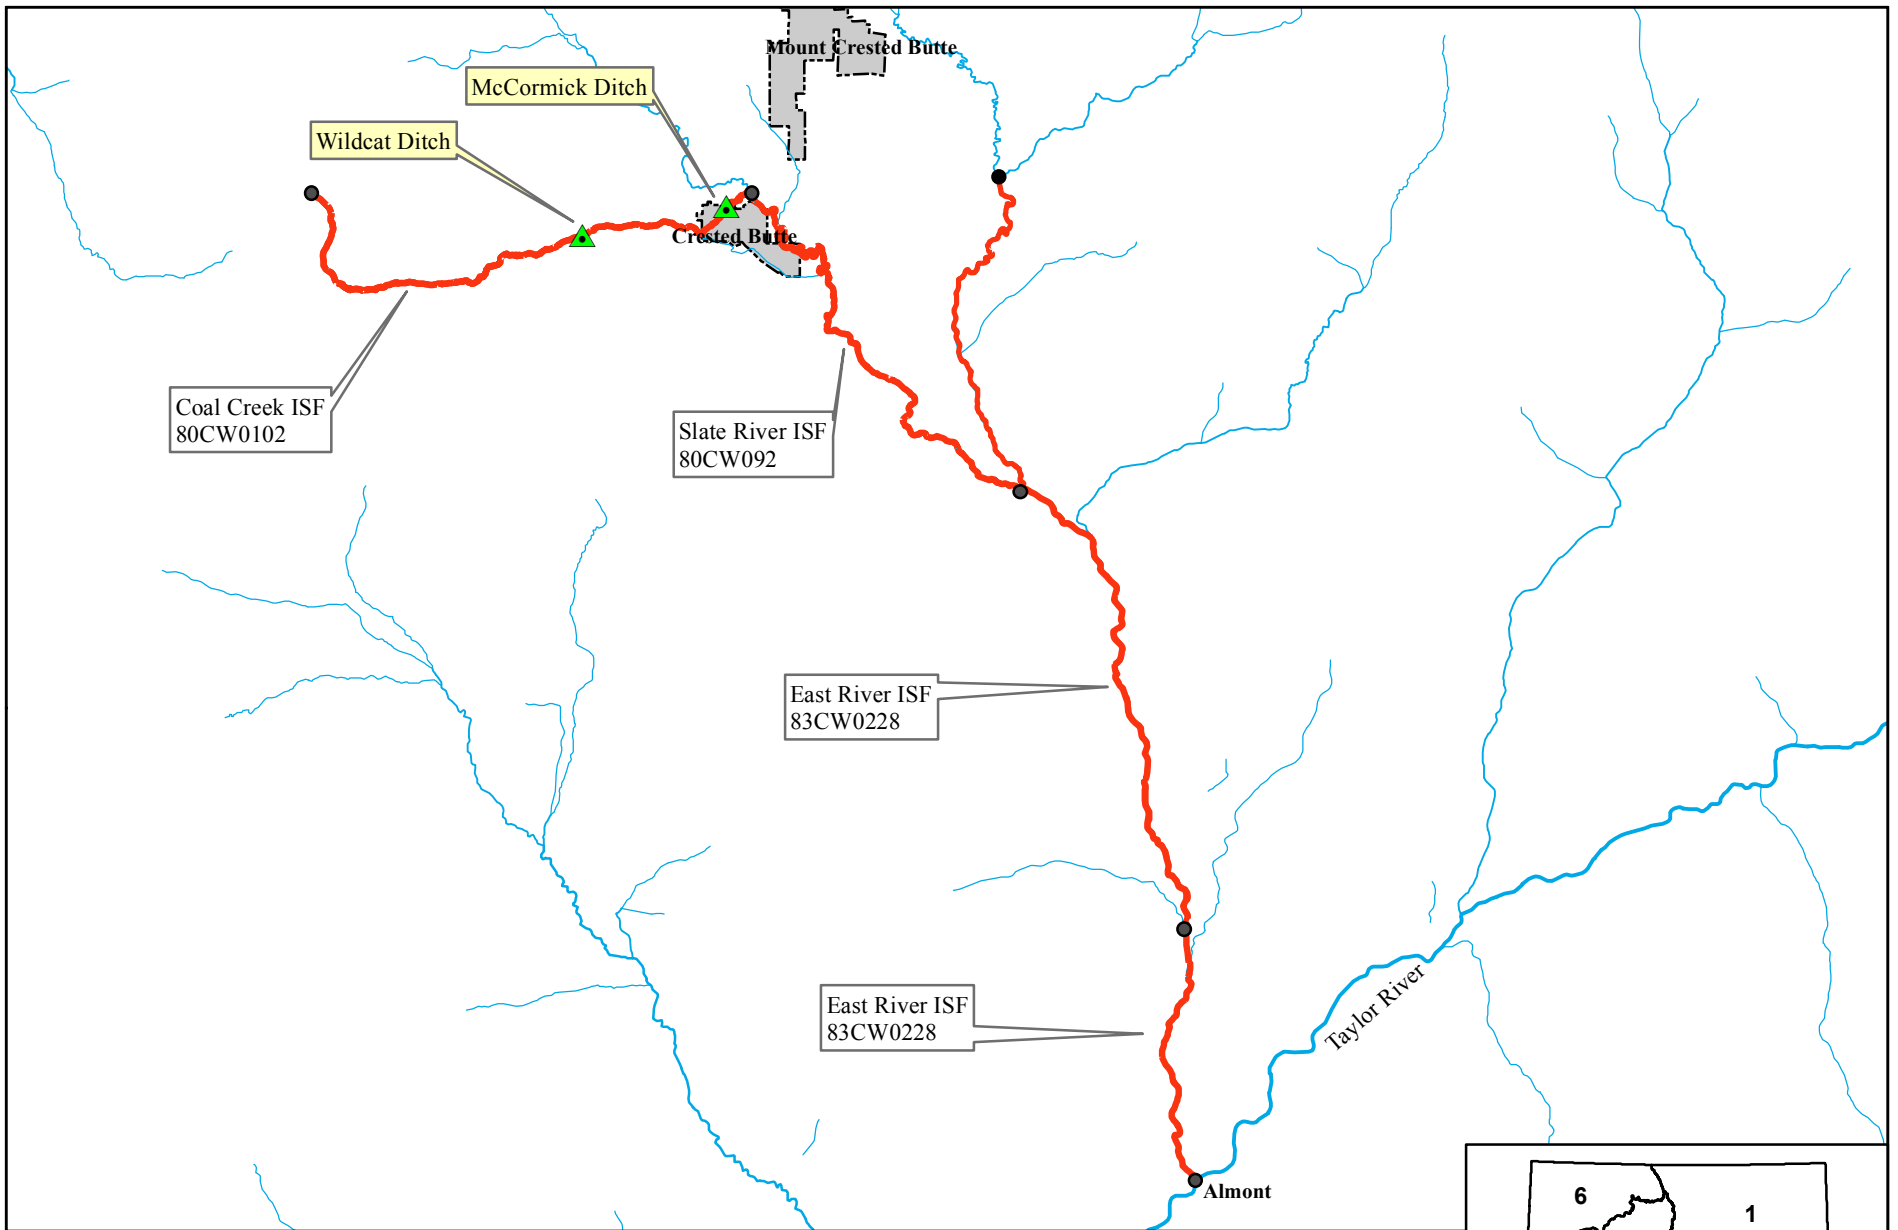 Mount Crested Butte
McCormick Ditch
Wildcat Ditch
Crested Butte
Coal Creek ISF
80CW0102
Slate River ISF
80CW092
East River ISF
83CW0228
East River ISF
83CW0228
Taylor River
Almont
6
1